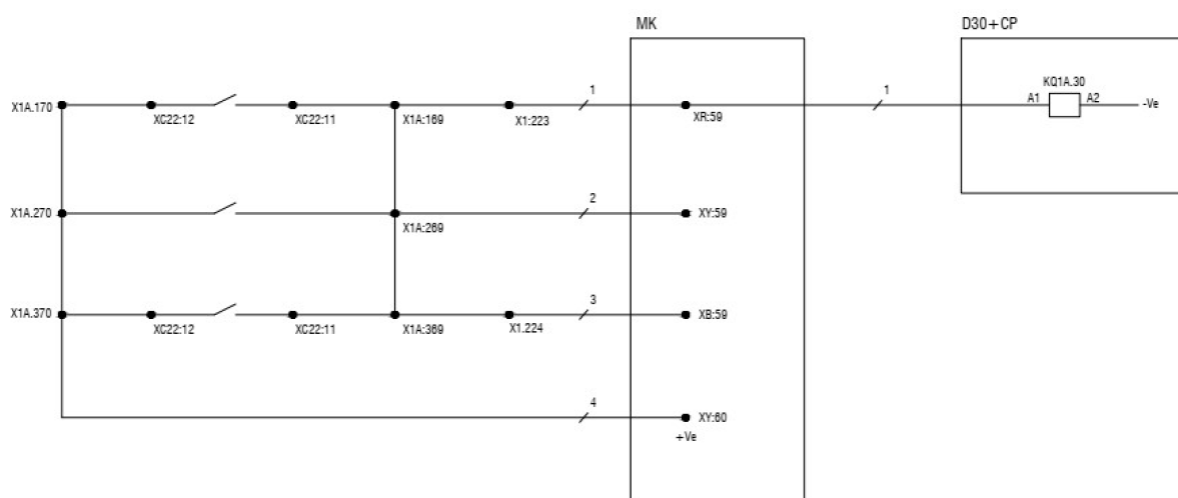 MK
D30+CP
KQ1A.30
A1
A2
-Ve
1
1
X1A.170
XC22:12
XC22:11
X1A:169
X1:223
XR:59
2
X1A.270
X1A:269
XY:59
3
X1A.370
XC22:12
XC22:11
X1A:369
X1.224
XB:59
4
XY:60
+Ve